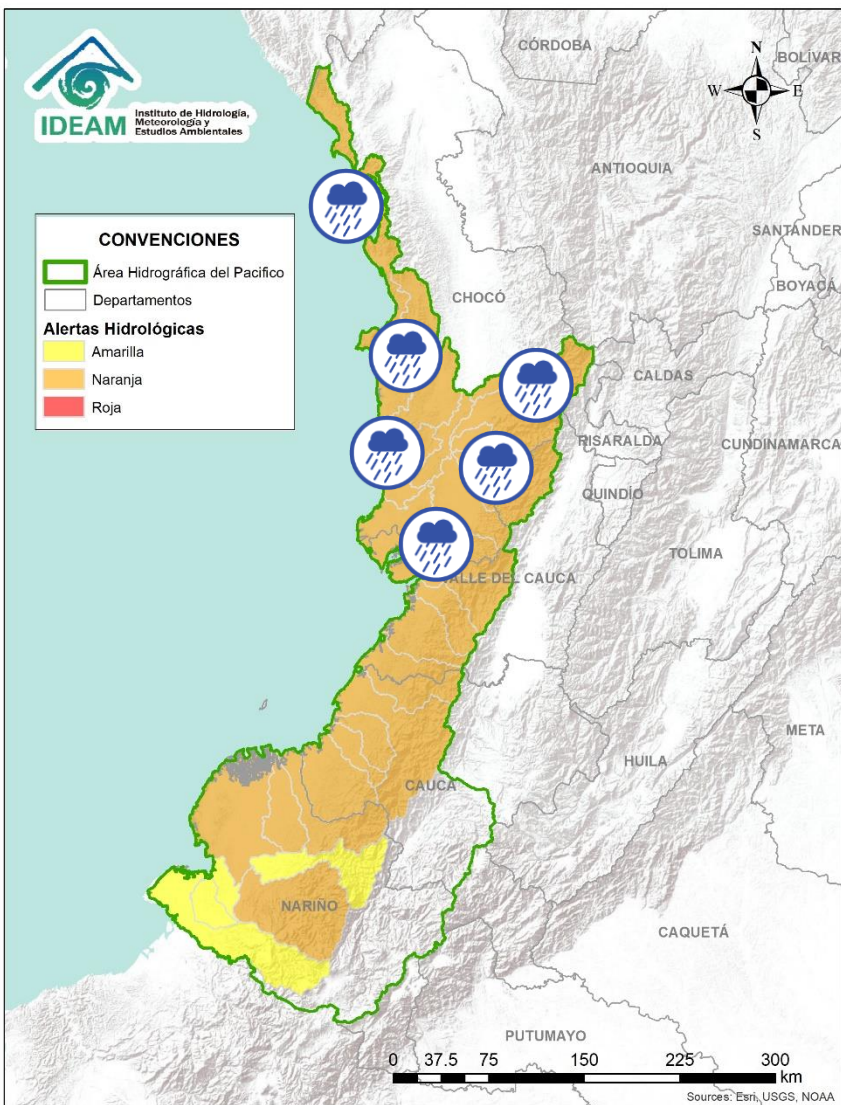 IDEAM
Instituto de Hidrología,
Meteorología y
Estudios Ambientales
CÓRDOBA
BOLÍVAR
N
W
E
S
ANTIOQUIA
SANTANDER
BOYACÁ
CHOCÓ
CONVENCIONES
Área Hidrográfica del Pacifico
Departamentos
Alertas Hidrológicas
Amarilla
Naranja
Roja
CALDAS
RISARALDA
CUNDINAMARCA
QUINDÍO
TOLIMA
VALLE DEL CAUCA
META
HUILA
CAUCA
NARIÑO
CAQUETÁ
PUTUMAYO
0 37.5 75 150 225 300
km
Sources: Esri, USGS, NOAA